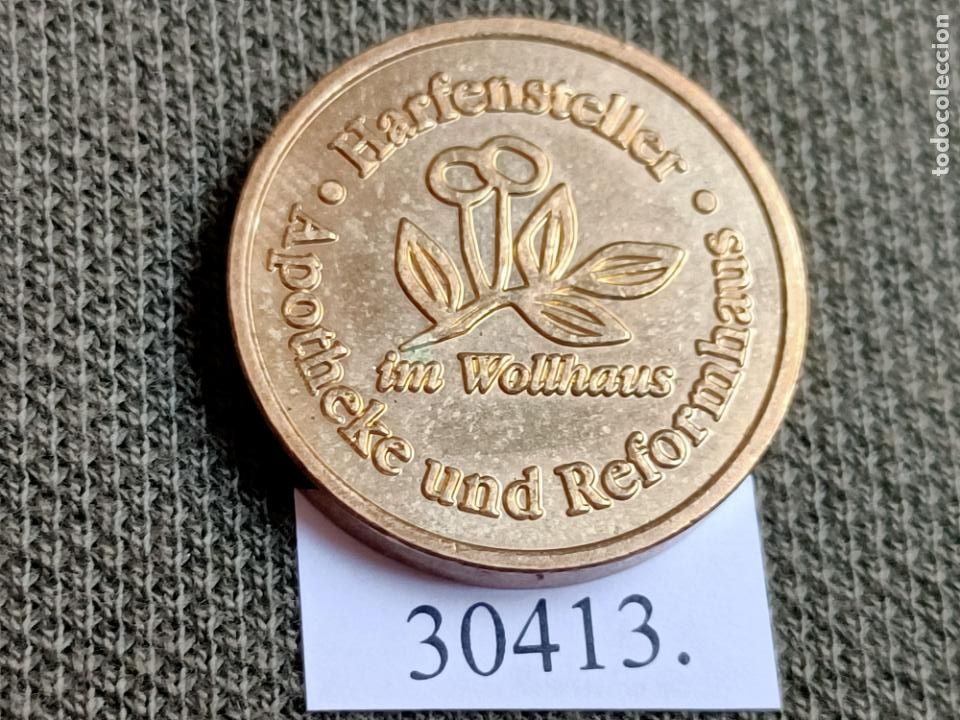 • Harfensteller •
im Wollhaus
Apotheke und Reformhaus
30413.
todocoleccion